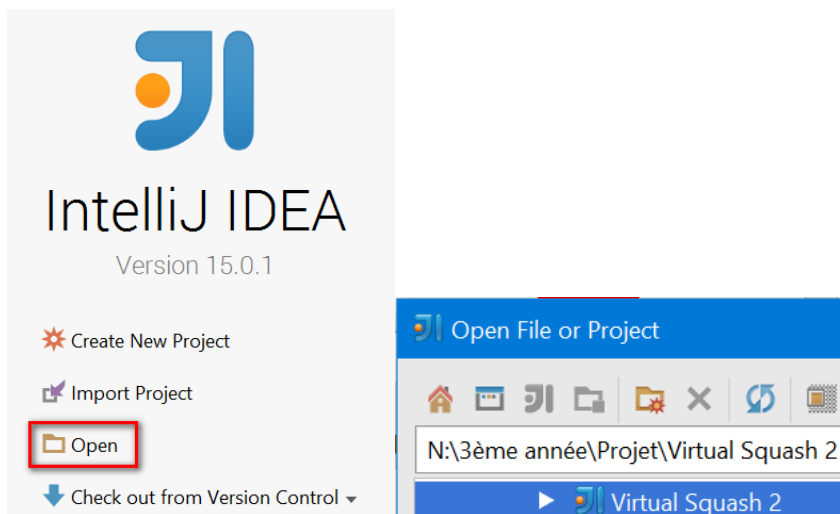 IntelliJ IDEA
Version 15.0.1
Create New Project
Import Project
Open
Check out from Version Control
Open File or Project
N:\3ème année\Projet\Virtual Squash 2
Virtual Squash 2